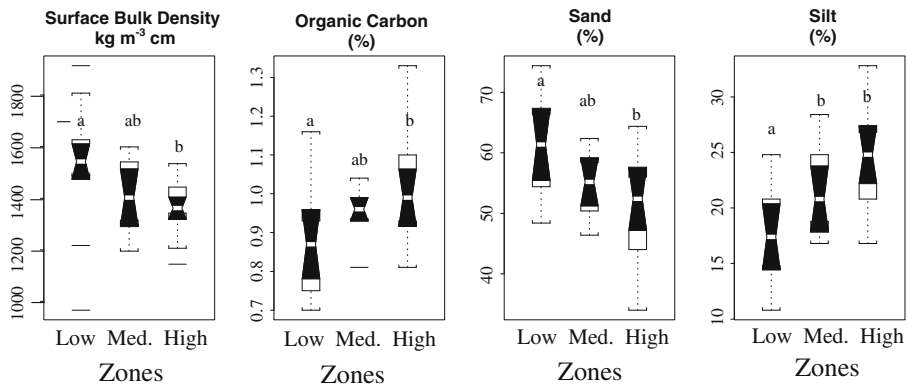 Surface Bulk Density
kg m⁻³ cm
1000 1200 1400 1600 1800
a ab b
Low Med. High
Zones
Organic Carbon
(%)
0.7 0.8 0.9 1.0 1.1 1.2 1.3
a ab b
Low Med. High
Zones
Sand
(%)
40 50 60 70
a ab b
Low Med. High
Zones
Silt
(%)
10 15 20 25 30
a b b
Low Med. High
Zones